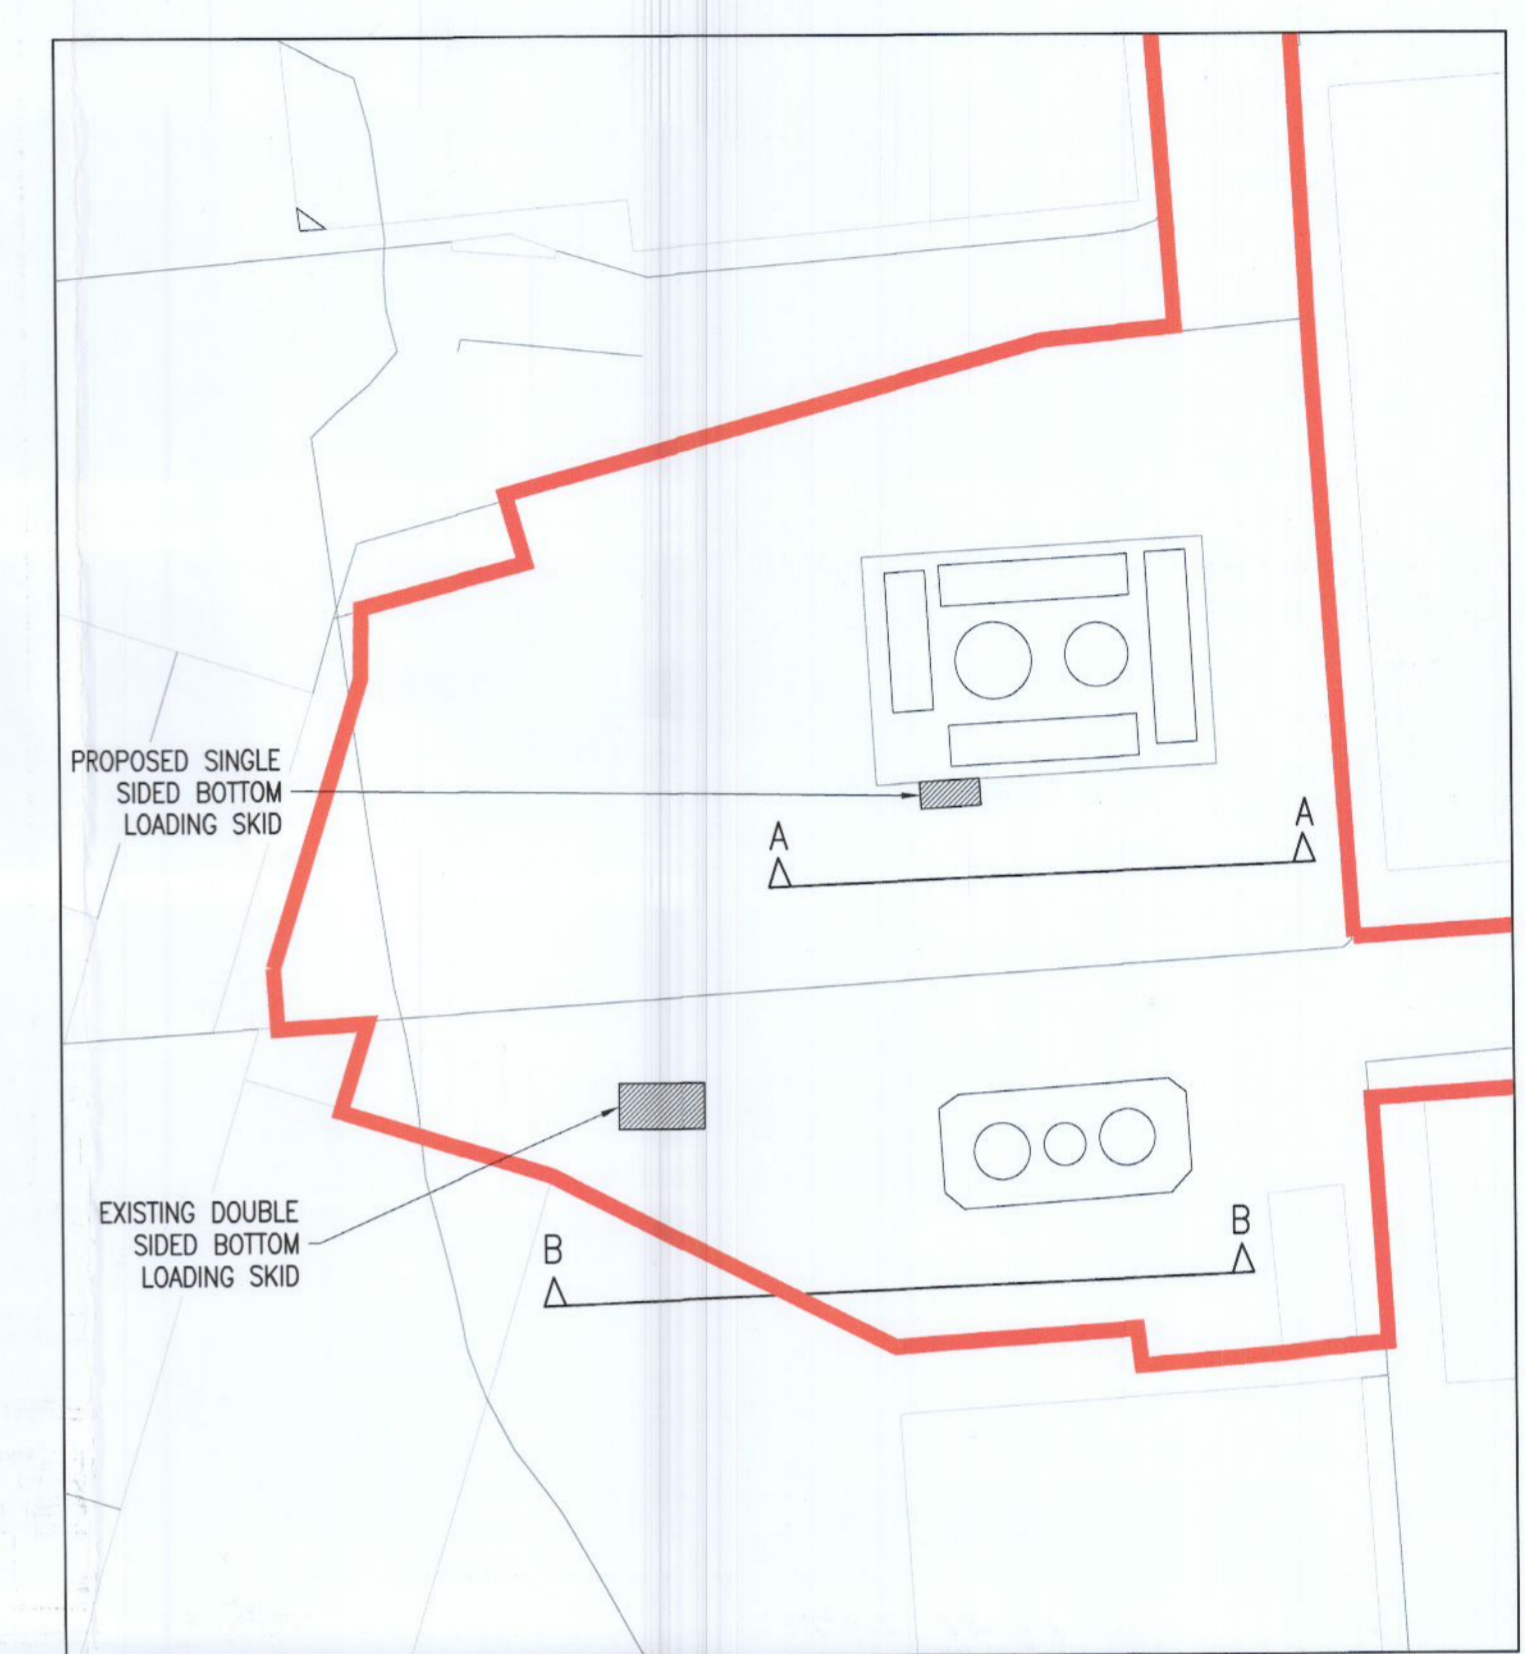 PROPOSED SINGLE
SIDED BOTTOM
LOADING SKID
A
A
EXISTING DOUBLE
SIDED BOTTOM
LOADING SKID
B
B